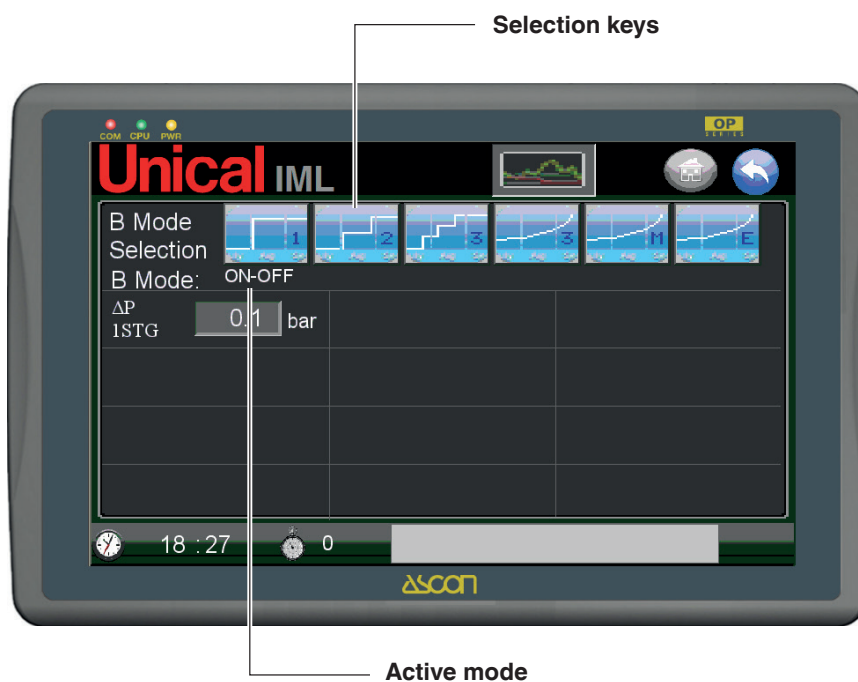 Selection keys
COM CPU PWR
OP
SERIES
Unical IML
B Mode
Selection
1
2
3
3
M
E
B Mode: ON-OFF
ΔP
1STG
0.1 bar
18 : 27
0
ascon
Active mode